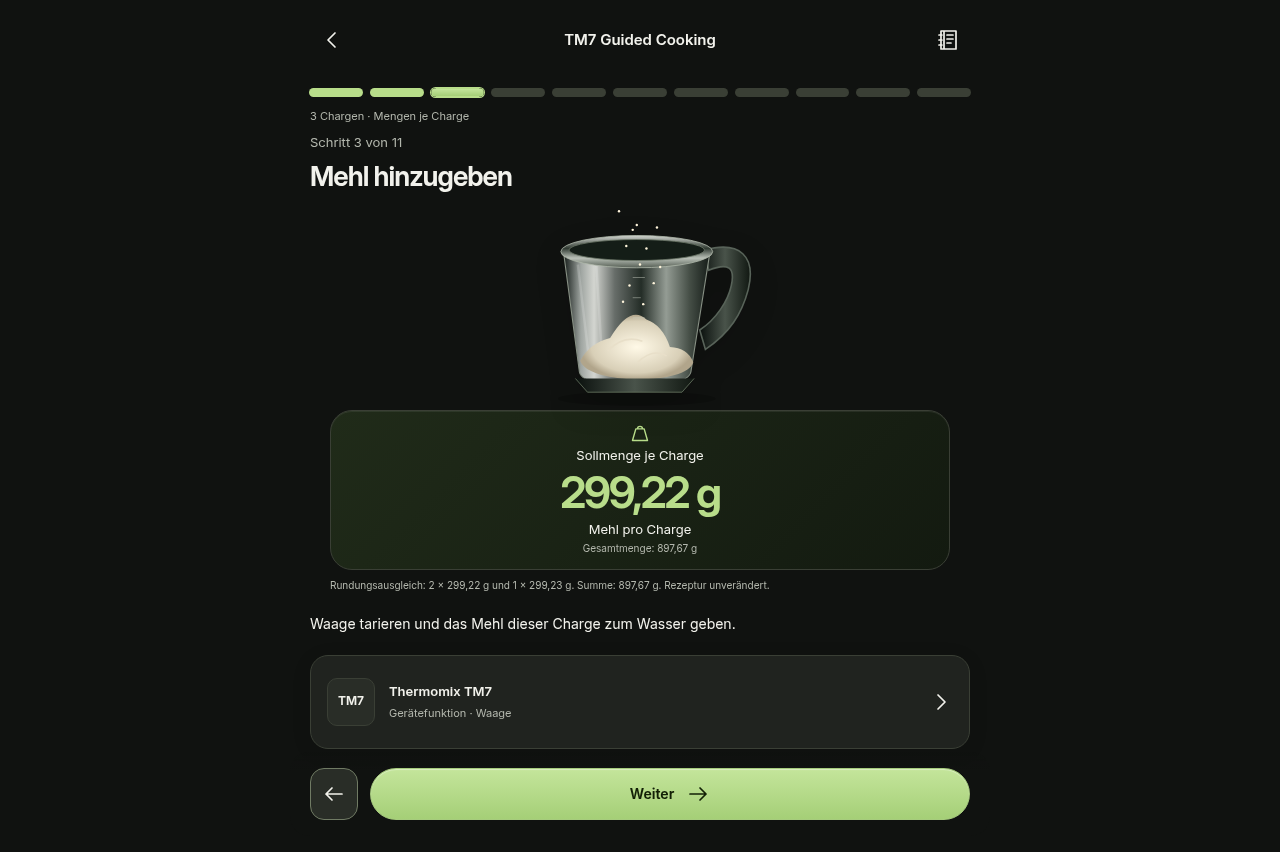 TM7 Guided Cooking
3 Chargen · Mengen je Charge
Schritt 3 von 11
Mehl hinzugeben
Sollmenge je Charge
299,22 g
Mehl pro Charge
Gesamtmenge: 897,67 g
Rundungsausgleich: 2 × 299,22 g und 1 × 299,23 g. Summe: 897,67 g. Rezeptur unverändert.
Waage tarieren und das Mehl dieser Charge zum Wasser geben.
TM7
Thermomix TM7
Gerätefunktion · Waage
Weiter